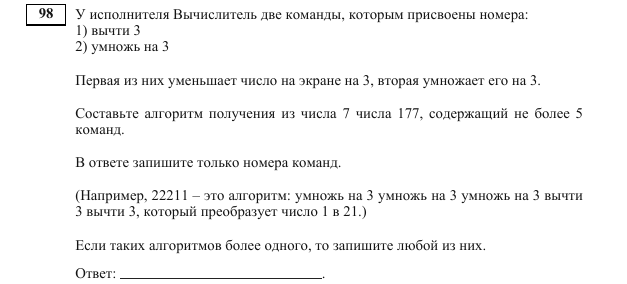 98
У исполнителя Вычислитель две команды, которым присвоены номера:
1) вычти 3
2) умножь на 3
Первая из них уменьшает число на экране на 3, вторая умножает его на 3.
Составьте алгоритм получения из числа 7 числа 177, содержащий не более 5
команд.
В ответе запишите только номера команд.
(Например, 22211 – это алгоритм: умножь на 3 умножь на 3 умножь на 3 вычти
3 вычти 3, который преобразует число 1 в 21.)
Если таких алгоритмов более одного, то запишите любой из них.
Ответ: ____________________________.